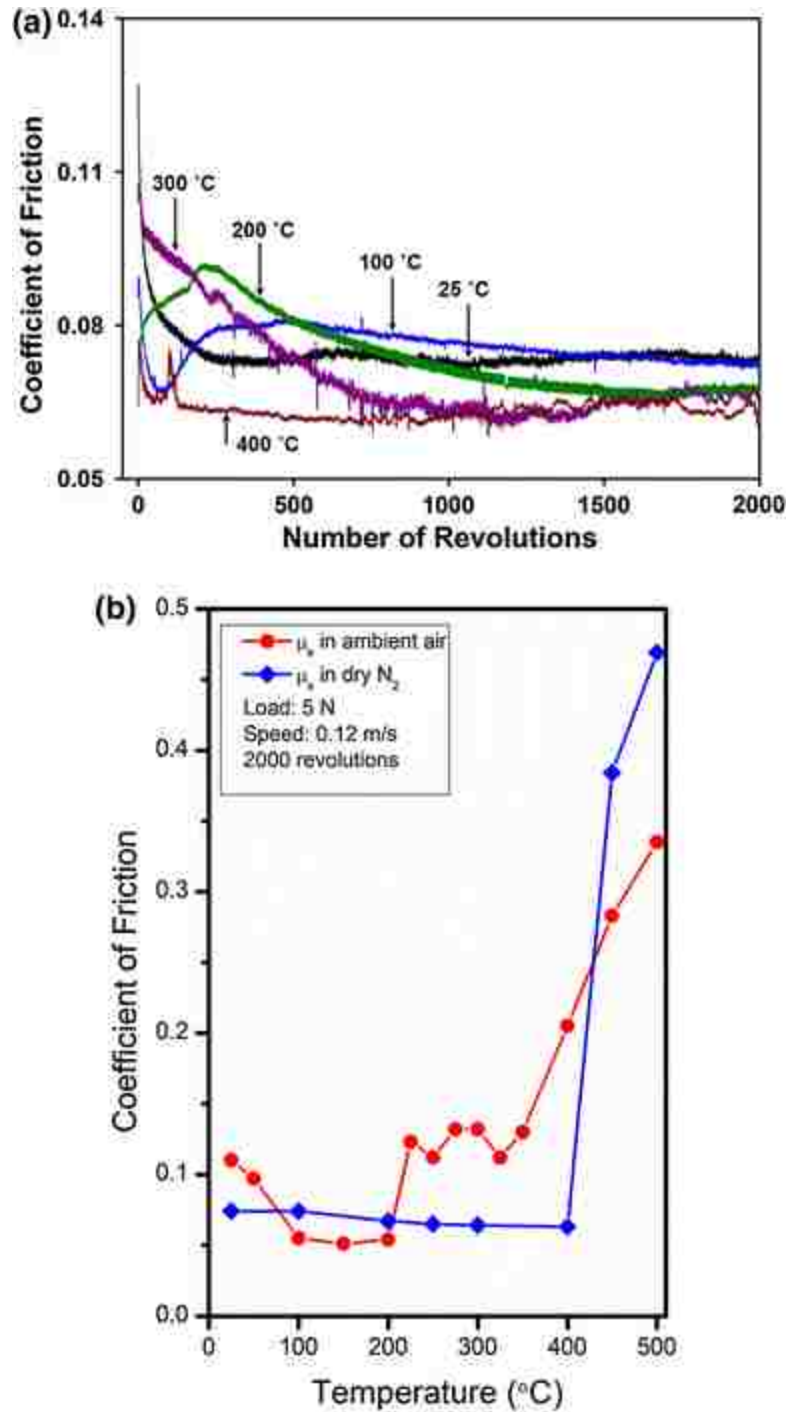 (a)
0.14
0.11
0.08
0.05
Coefficient of Friction
300 °C
200 °C
100 °C
25 °C
400 °C
0 500 1000 1500 2000
Number of Revolutions
(b)
0.5
0.4
0.3
0.2
0.1
0.0
Coefficient of Friction
μs in ambient air
μs in dry N2
Load: 5 N
Speed: 0.12 m/s
2000 revolutions
0 100 200 300 400 500
Temperature (°C)